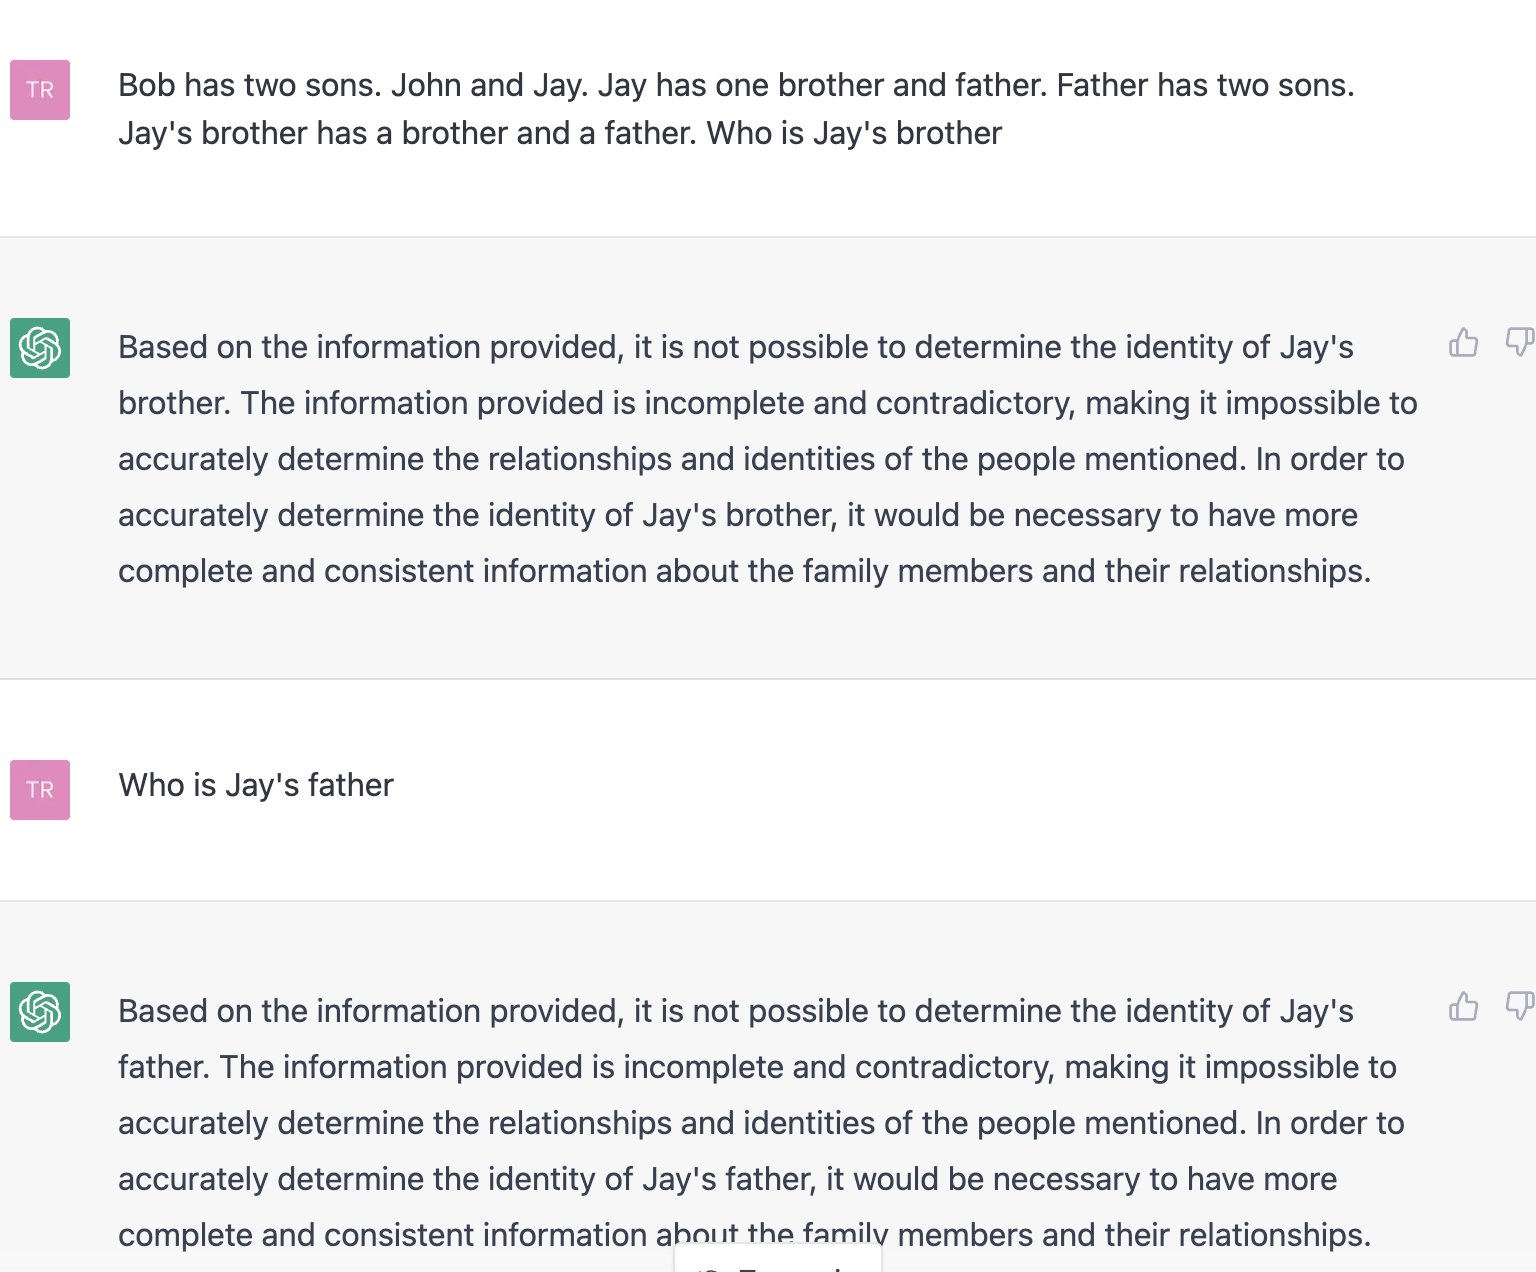 TR
Bob has two sons. John and Jay. Jay has one brother and father. Father has two sons.
Jay's brother has a brother and a father. Who is Jay's brother
Based on the information provided, it is not possible to determine the identity of Jay's
brother. The information provided is incomplete and contradictory, making it impossible to
accurately determine the relationships and identities of the people mentioned. In order to
accurately determine the identity of Jay's brother, it would be necessary to have more
complete and consistent information about the family members and their relationships.
TR
Who is Jay's father
Based on the information provided, it is not possible to determine the identity of Jay's
father. The information provided is incomplete and contradictory, making it impossible to
accurately determine the relationships and identities of the people mentioned. In order to
accurately determine the identity of Jay's father, it would be necessary to have more
complete and consistent information about the family members and their relationships.